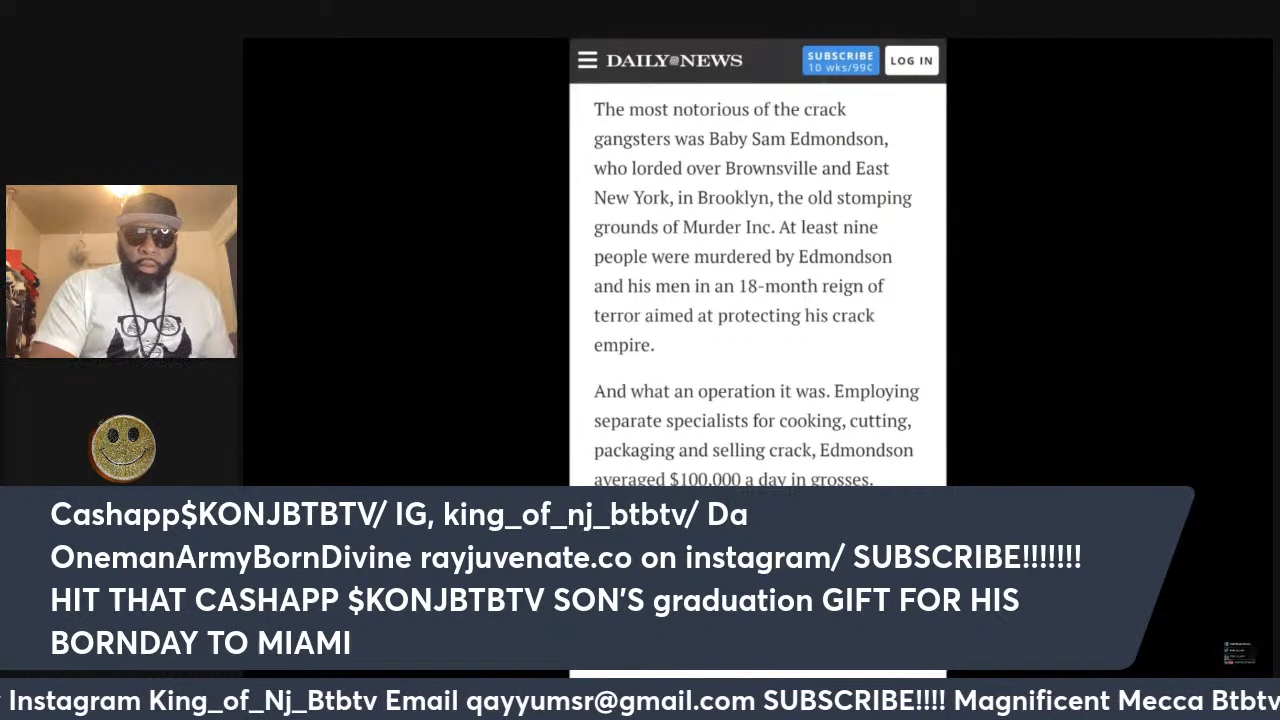 DAILY NEWS
SUBSCRIBE
10 wks/99¢
LOG IN
The most notorious of the crack
gangsters was Baby Sam Edmondson,
who lorded over Brownsville and East
New York, in Brooklyn, the old stomping
grounds of Murder Inc. At least nine
people were murdered by Edmondson
and his men in an 18-month reign of
terror aimed at protecting his crack
empire.
And what an operation it was. Employing
separate specialists for cooking, cutting,
packaging and selling crack, Edmondson
averaged $100,000 a day in grosses.
Cashapp$KONJBTBTV/ IG, king_of_nj_btbtv/ Da
OnemanArmyBornDivine rayjuvenate.co on instagram/ SUBSCRIBE!!!!!!!
HIT THAT CASHAPP $KONJBTBTV SON'S graduation GIFT FOR HIS
BORNDAY TO MIAMI
Instagram King_of_Nj_Btbtv Email qayyumsr@gmail.com SUBSCRIBE!!!! Magnificent Mecca Btbtv